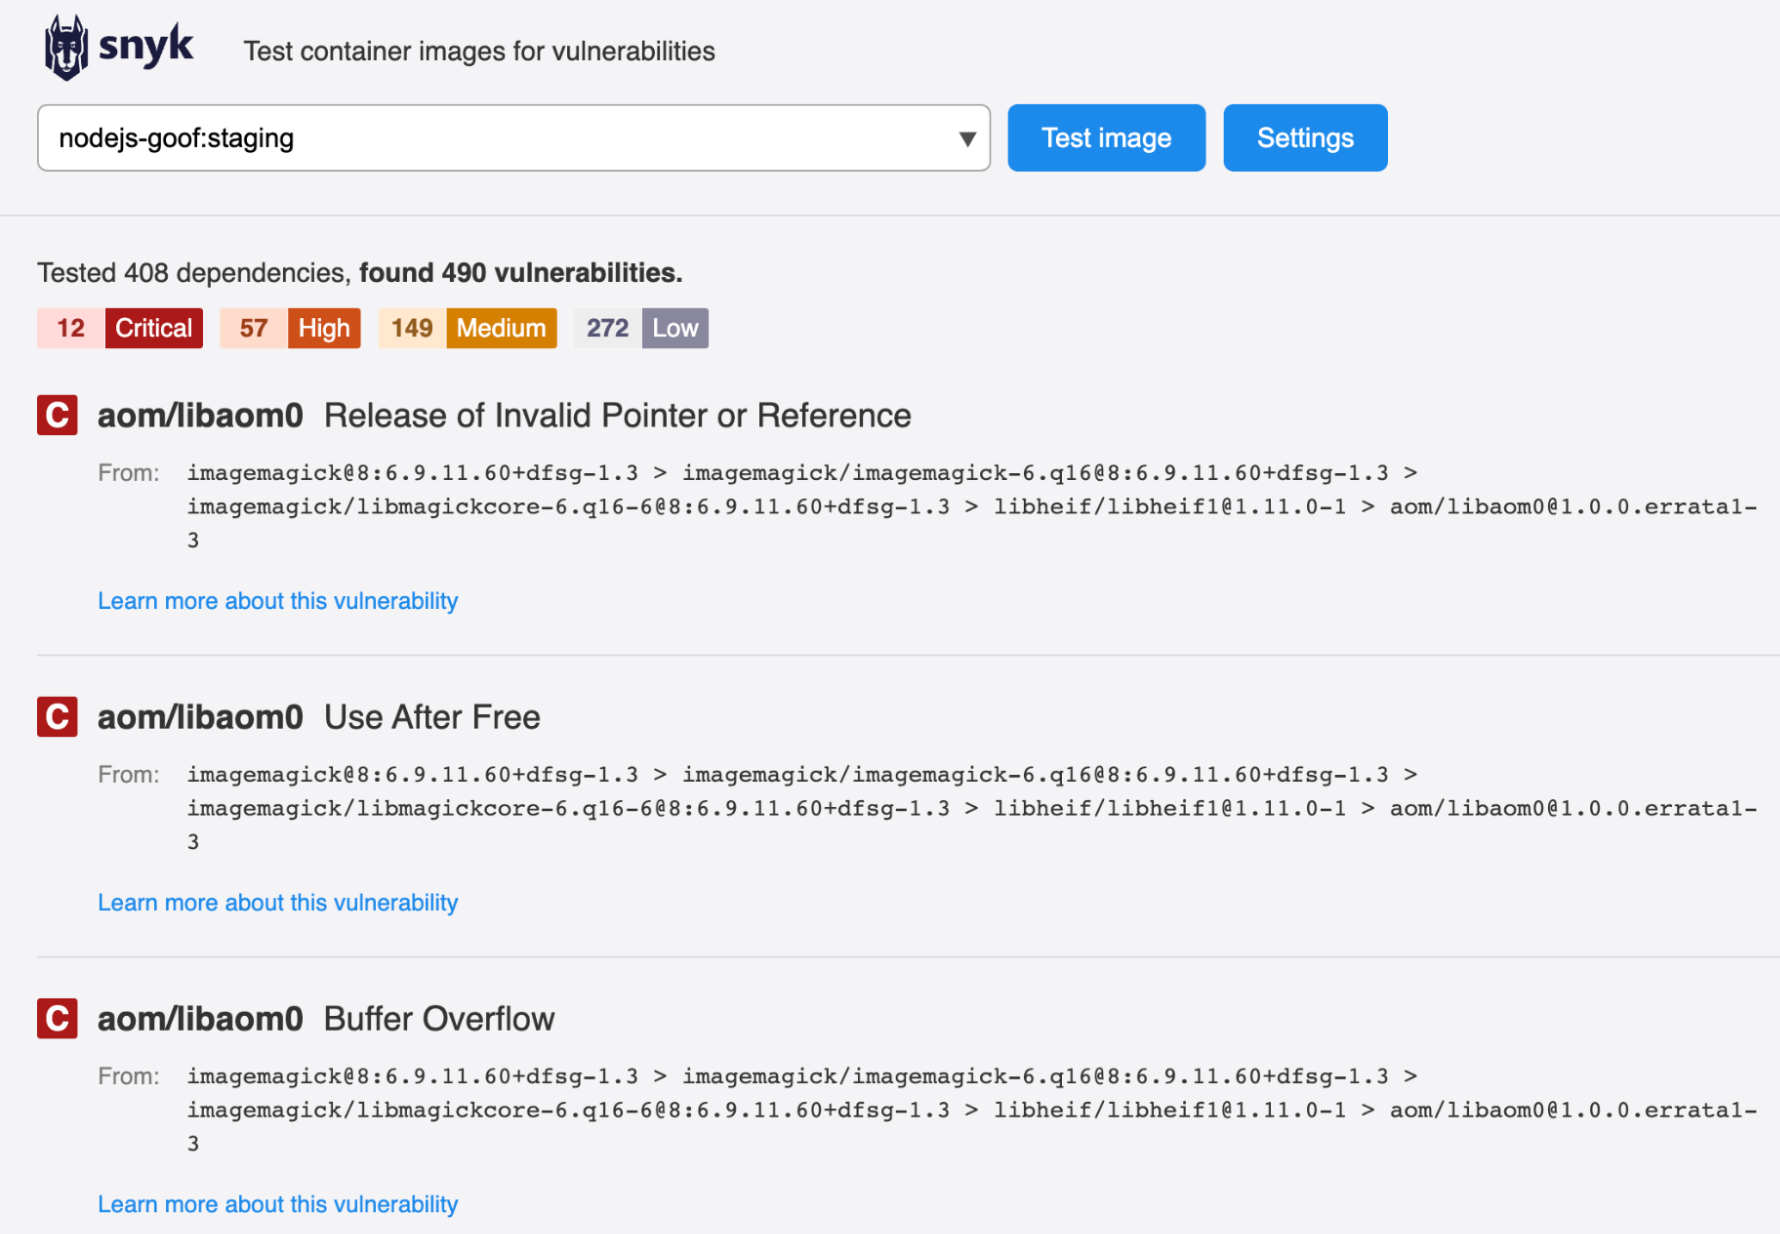 snyk Test container images for vulnerabilities
nodejs-goof:staging ▼ Test image Settings
Tested 408 dependencies, found 490 vulnerabilities.
12 Critical 57 High 149 Medium 272 Low
C aom/libaom0 Release of Invalid Pointer or Reference
From: imagemagick@8:6.9.11.60+dfsg-1.3 > imagemagick/imagemagick-6.q16@8:6.9.11.60+dfsg-1.3 >
imagemagick/libmagickcore-6.q16-6@8:6.9.11.60+dfsg-1.3 > libheif/libheif1@1.11.0-1 > aom/libaom0@1.0.0.errata1-
3
Learn more about this vulnerability
C aom/libaom0 Use After Free
From: imagemagick@8:6.9.11.60+dfsg-1.3 > imagemagick/imagemagick-6.q16@8:6.9.11.60+dfsg-1.3 >
imagemagick/libmagickcore-6.q16-6@8:6.9.11.60+dfsg-1.3 > libheif/libheif1@1.11.0-1 > aom/libaom0@1.0.0.errata1-
3
Learn more about this vulnerability
C aom/libaom0 Buffer Overflow
From: imagemagick@8:6.9.11.60+dfsg-1.3 > imagemagick/imagemagick-6.q16@8:6.9.11.60+dfsg-1.3 >
imagemagick/libmagickcore-6.q16-6@8:6.9.11.60+dfsg-1.3 > libheif/libheif1@1.11.0-1 > aom/libaom0@1.0.0.errata1-
3
Learn more about this vulnerability